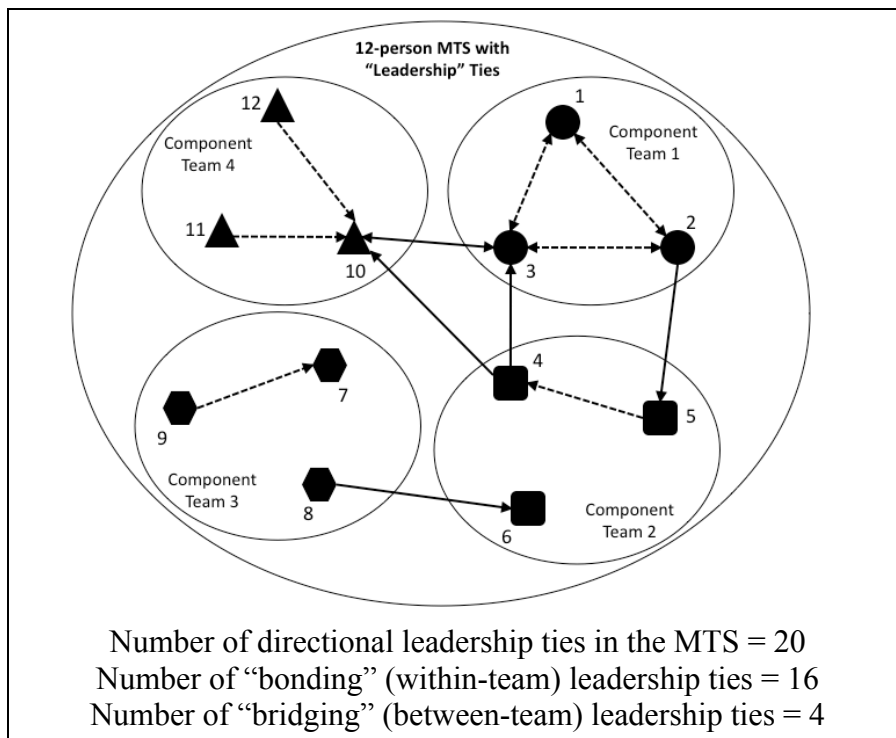 12-person MTS with
“Leadership” Ties
12
1
Component
Team 4
Component
Team 1
11
2
10
3
4
7
5
9
Component
Team 3
8
6
Component
Team 2
Number of directional leadership ties in the MTS = 20
Number of “bonding” (within-team) leadership ties = 16
Number of “bridging” (between-team) leadership ties = 4